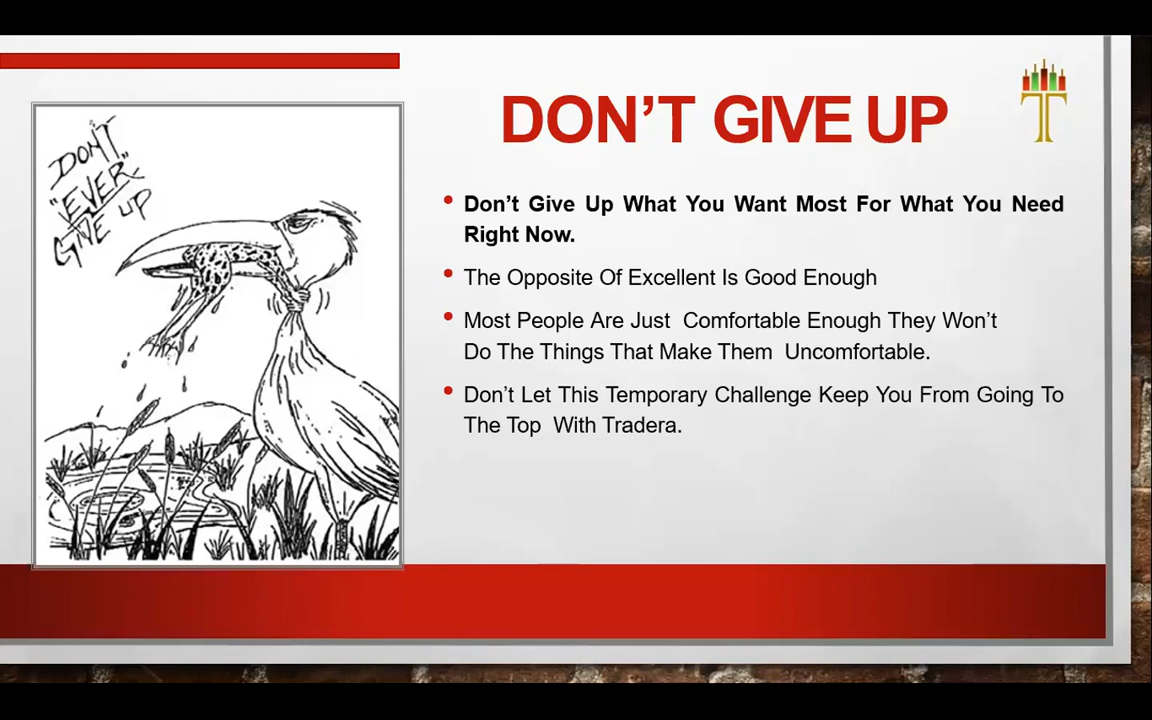 DON'T
"EVER"
GIVE UP
DON’T GIVE UP
T
• Don’t Give Up What You Want Most For What You Need
Right Now.
• The Opposite Of Excellent Is Good Enough
• Most People Are Just Comfortable Enough They Won’t
Do The Things That Make Them Uncomfortable.
• Don’t Let This Temporary Challenge Keep You From Going To
The Top With Tradera.